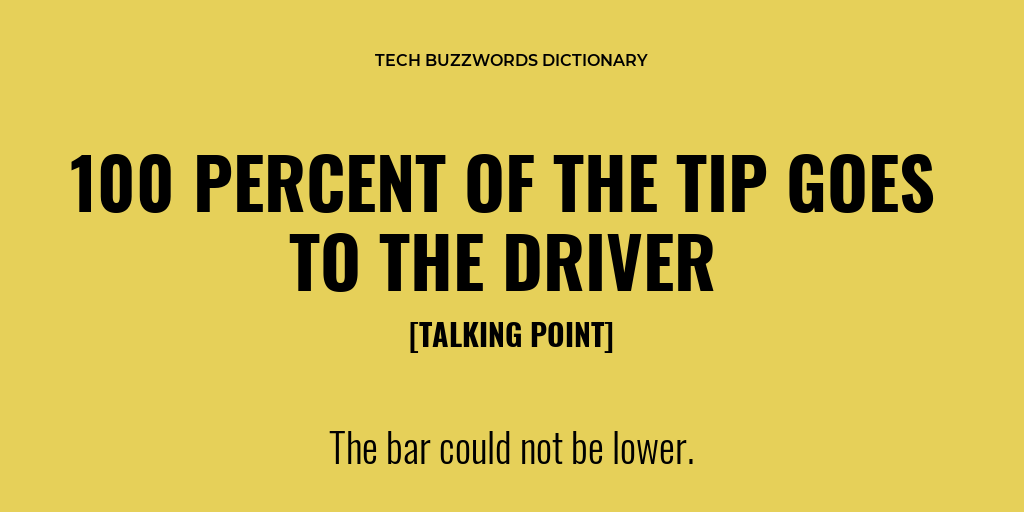 TECH BUZZWORDS DICTIONARY
100 PERCENT OF THE TIP GOES
TO THE DRIVER
[TALKING POINT]
The bar could not be lower.